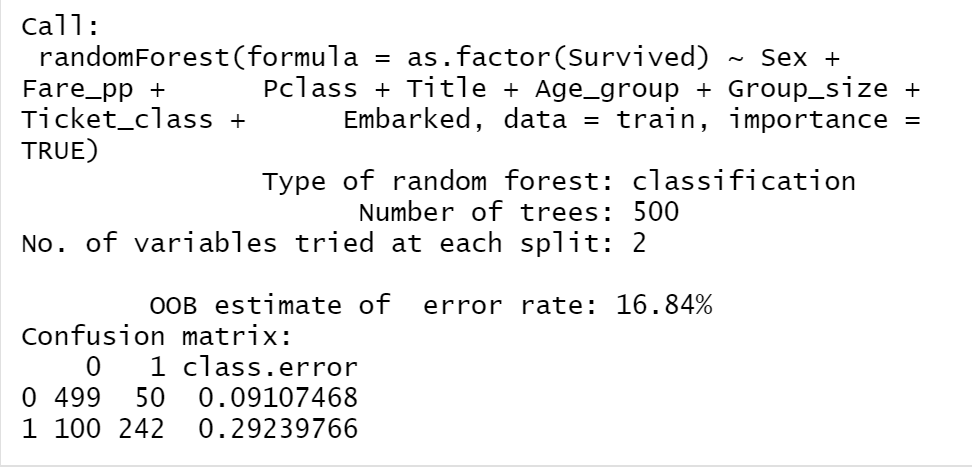 Call:
 randomForest(formula = as.factor(Survived) ~ Sex +
Fare_pp +      Pclass + Title + Age_group + Group_size +
Ticket_class +      Embarked, data = train, importance =
TRUE)
               Type of random forest: classification
                     Number of trees: 500
No. of variables tried at each split: 2

        OOB estimate of  error rate: 16.84%
Confusion matrix:
    0   1 class.error
0 499  50  0.09107468
1 100 242  0.29239766